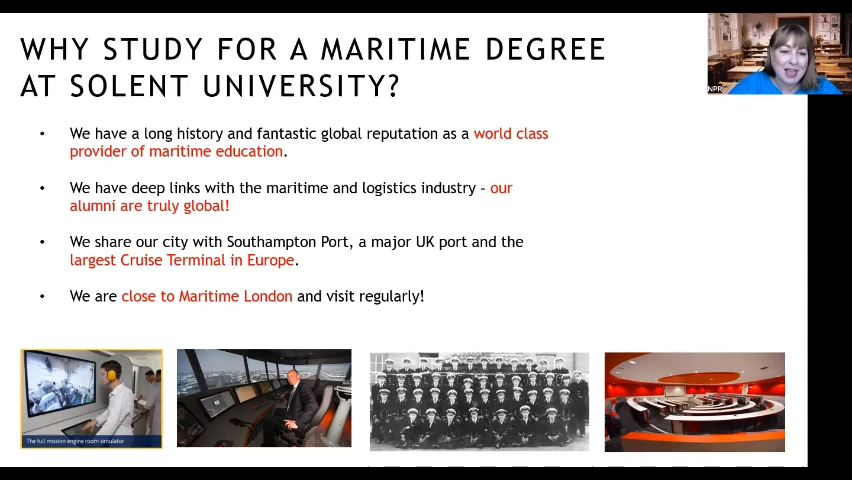 WHY STUDY FOR A MARITIME DEGREE
AT SOLENT UNIVERSITY?
NPR
• We have a long history and fantastic global reputation as a world class
provider of maritime education.
• We have deep links with the maritime and logistics industry – our
alumni are truly global!
• We share our city with Southampton Port, a major UK port and the
largest Cruise Terminal in Europe.
• We are close to Maritime London and visit regularly!
The full mission engine room simulator